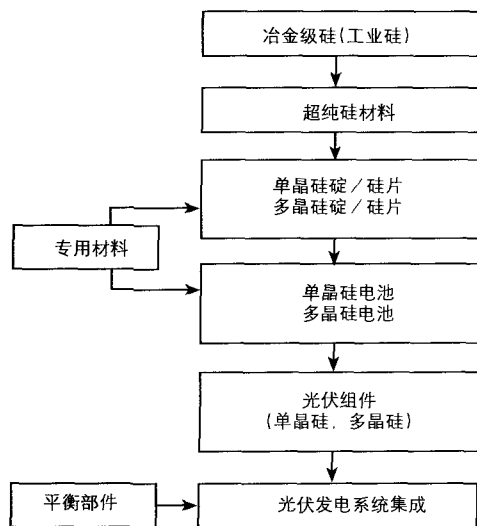 冶金级硅(工业硅)
超纯硅材料
单晶硅碇/硅片
多晶硅碇/硅片
专用材料
单晶硅电池
多晶硅电池
光伏组件
(单晶硅，多晶硅)
平衡部件
光伏发电系统集成